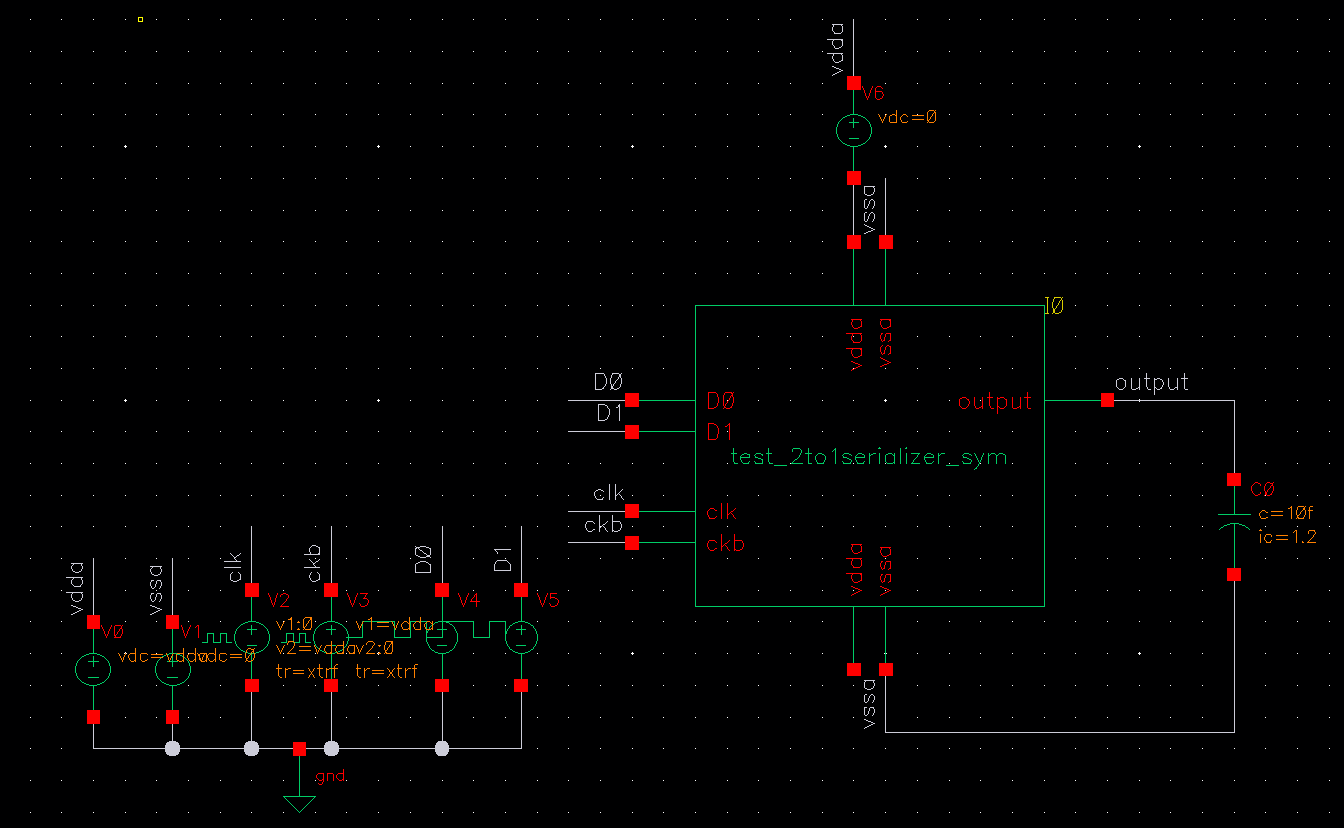 vdda
V6
vdc=0
vssa
I0
vdda
vssa
D0
D0
output
output
D1
D1
test_2to1serializer_sym
clk
clk
C0
c=10f
ic=1.2
ckb
ckb
vdda
vssa
vdda
V0
vdc=vdda
vssa
V1
vdc=0
clk
V2
v1:0
v2=vdda
tr=xtrf
ckb
V3
v1=vdda
v2:0
tr=xtrf
D0
V4
D1
V5
vssa
gnd